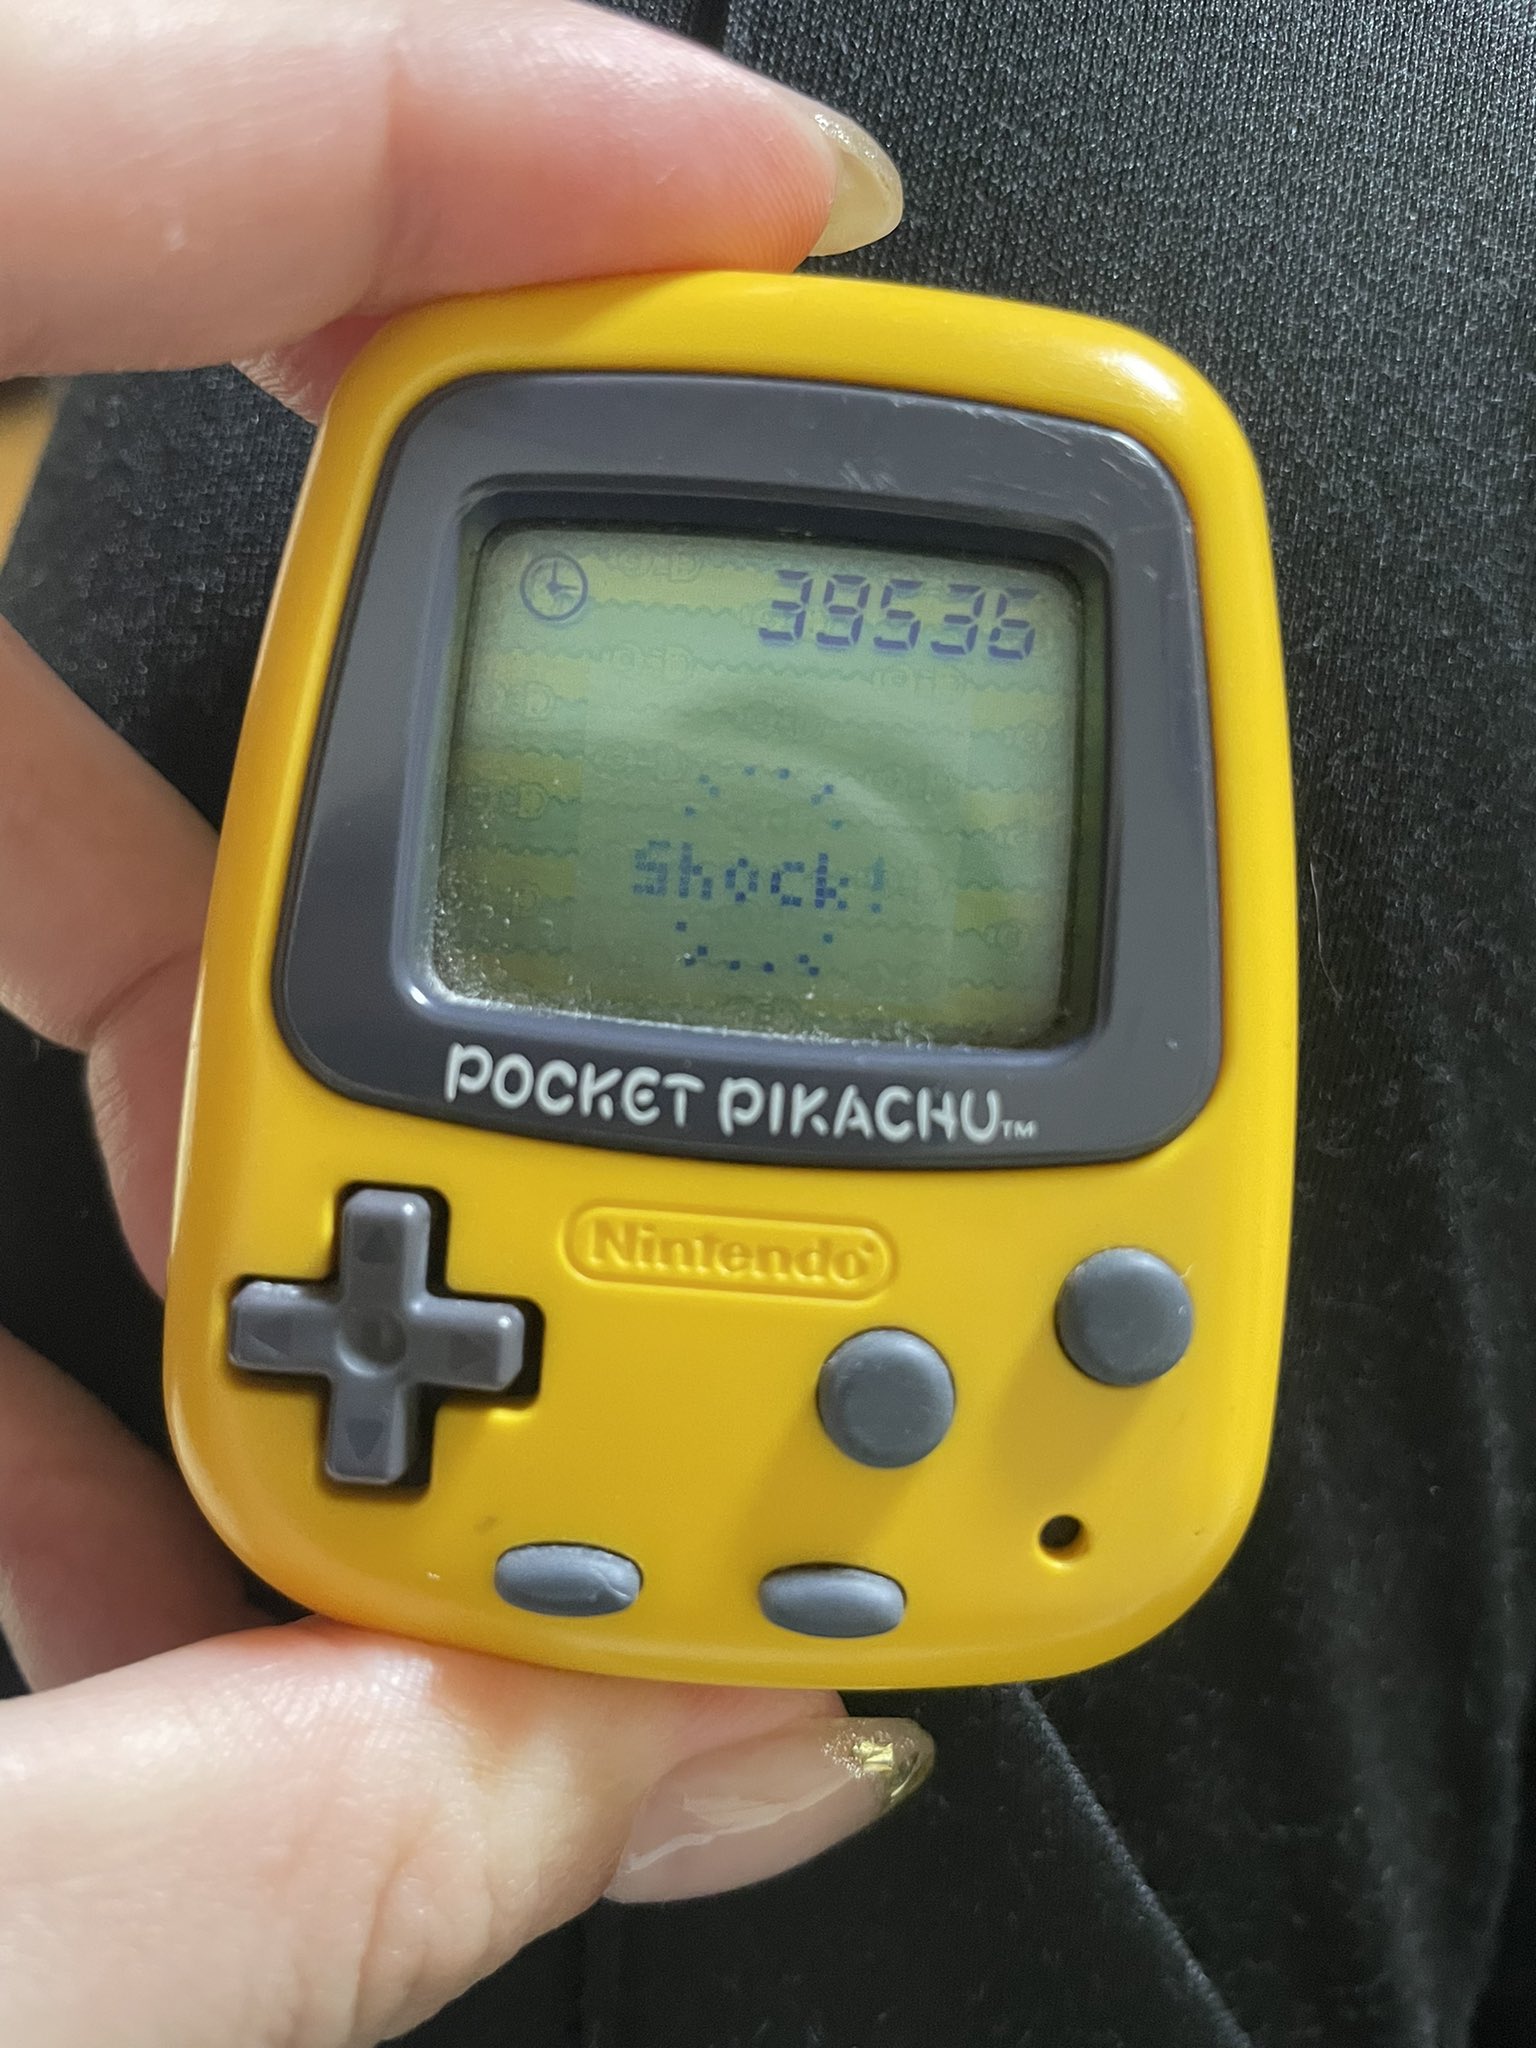 39536
Shock!
POCKET PIKACHU™
Nintendo®